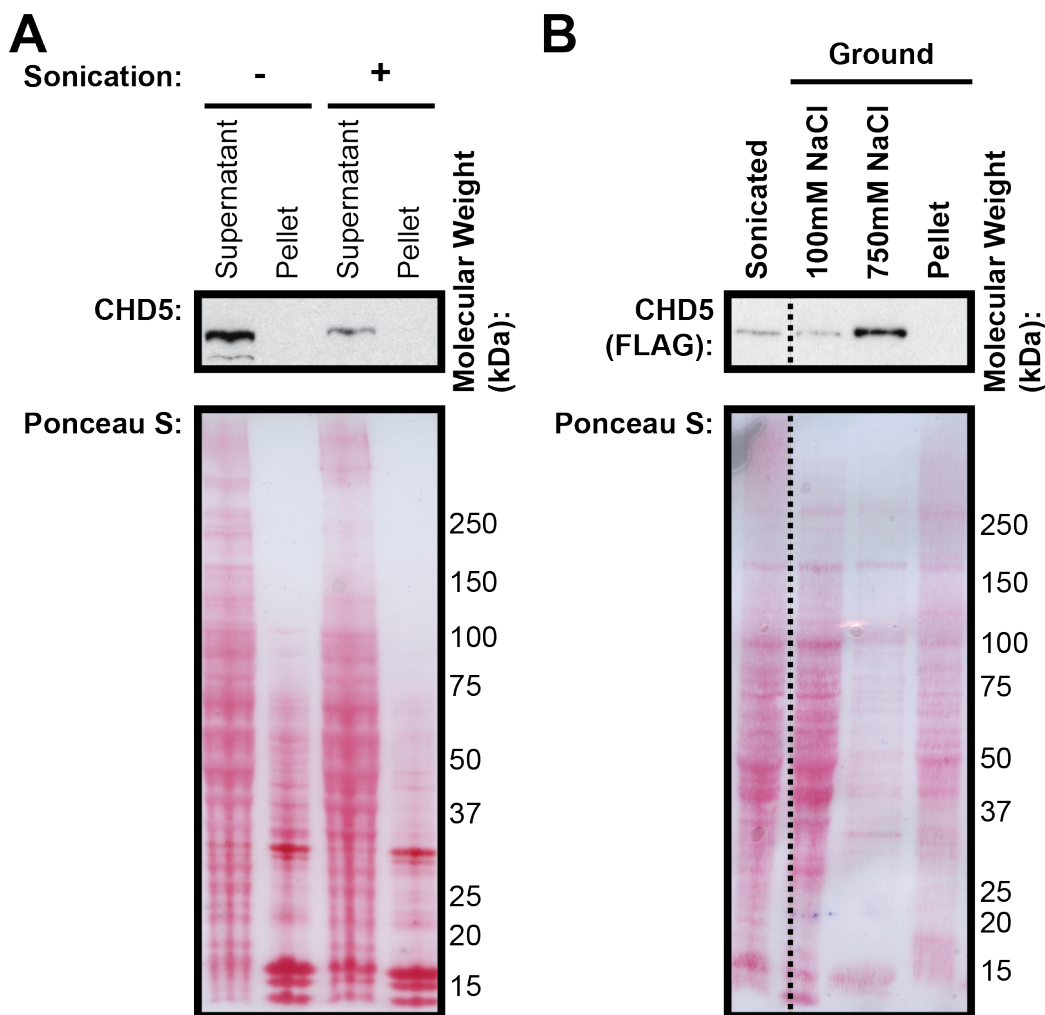 A
Sonication:
-
+
Supernatant
Pellet
Supernatant
Pellet
Molecular Weight
(kDa):
CHD5:
Ponceau S:
250
150
100
75
50
37
25
20
15
B
Ground
Sonicated
100mM NaCl
750mM NaCl
Pellet
Molecular Weight
(kDa):
CHD5
(FLAG):
Ponceau S:
250
150
100
75
50
37
25
20
15